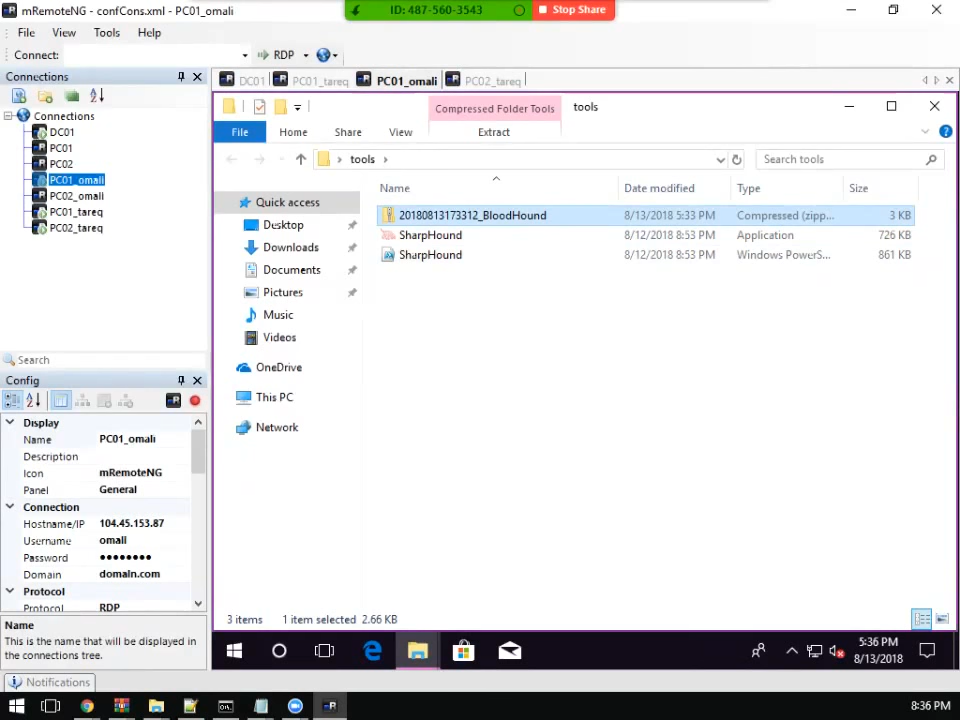 mRemoteNG - confCons.xml - PC01_omali
ID: 487-560-3543
Stop Share
File View Tools Help
Connect: RDP
Connections
DC01 PC01_tareq PC01_omali PC02_tareq
Connections
DC01
PC01
PC02
PC01_omali
PC02_omali
PC01_tareq
PC02_tareq
Search
Config
Display
Name PC01_omali
Description
Icon mRemoteNG
Panel General
Connection
Hostname/IP 104.45.153.87
Username omali
Password ●●●●●●●●
Domain domain.com
Protocol
Protocol RDP
Name
This is the name that will be displayed in
the connections tree.
Notifications
Compressed Folder Tools tools
File Home Share View Extract
tools
Search tools
Quick access
Desktop
Downloads
Documents
Pictures
Music
Videos
OneDrive
This PC
Network
Name Date modified Type Size
20180813173312_BloodHound 8/13/2018 5:33 PM Compressed (zipp... 3 KB
SharpHound 8/12/2018 8:53 PM Application 726 KB
SharpHound 8/12/2018 8:53 PM Windows PowerS... 861 KB
3 items 1 item selected 2.66 KB
5:36 PM
8/13/2018
8:36 PM